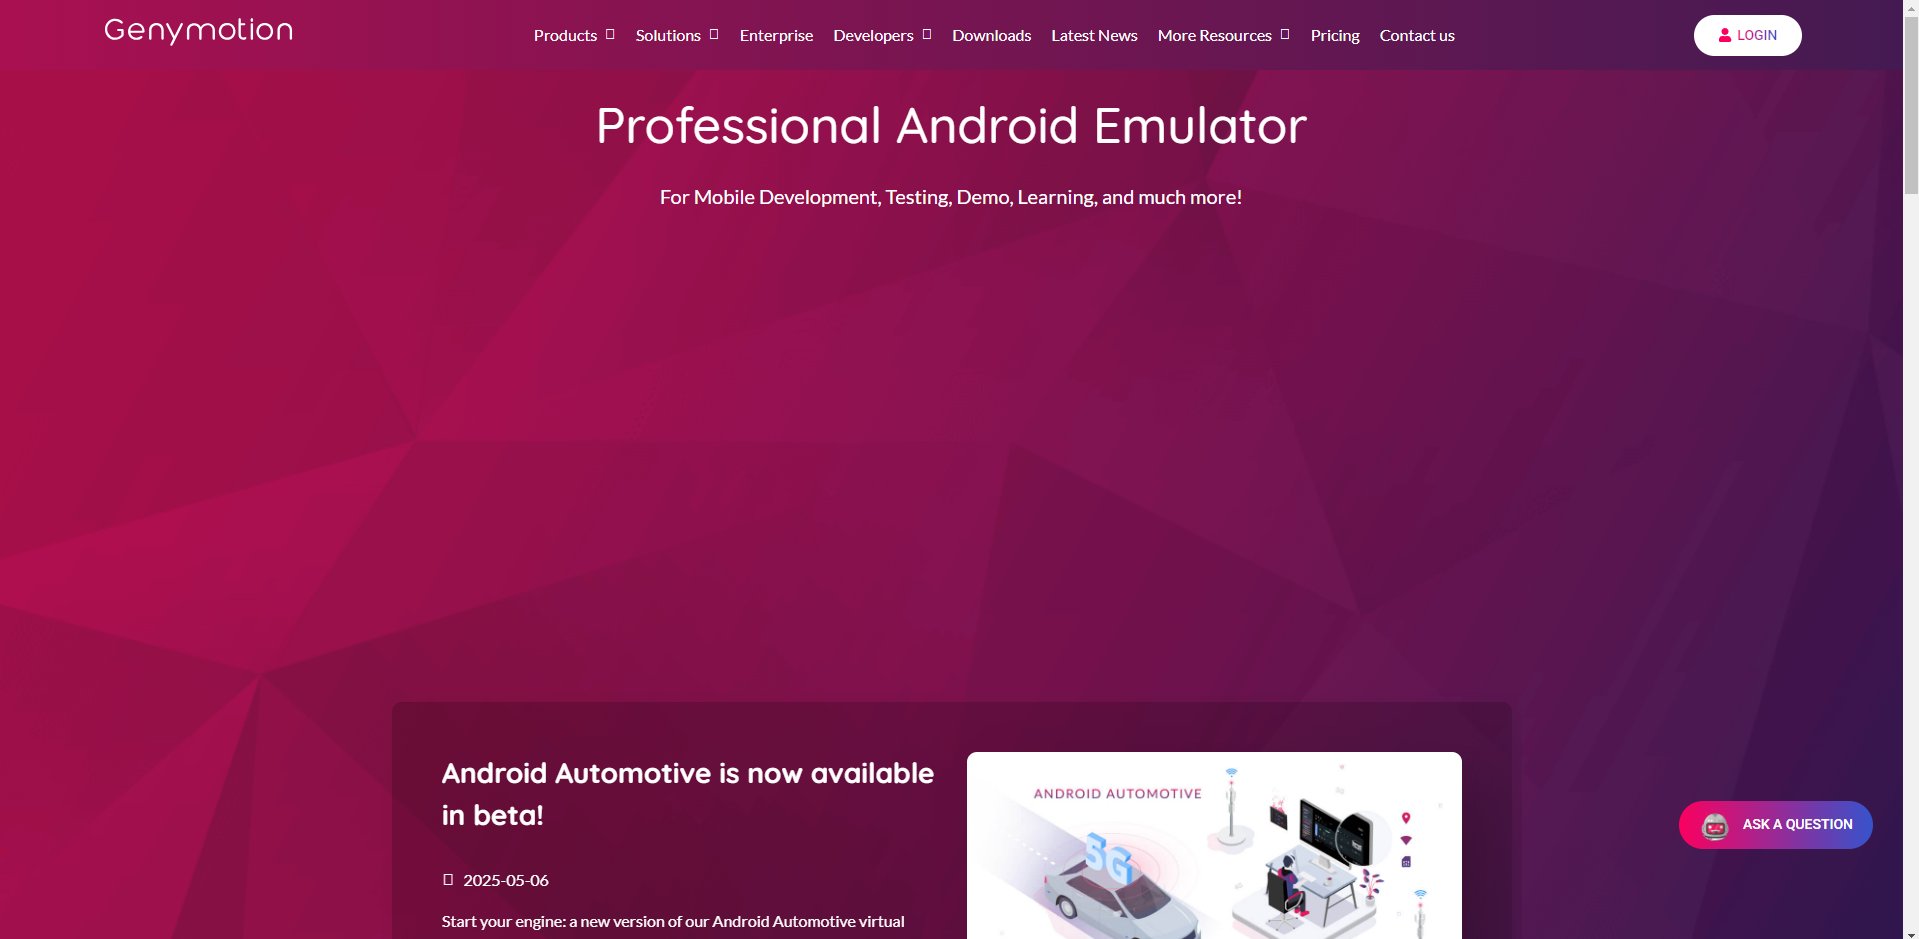 Genymotion
Products Solutions Enterprise Developers Downloads Latest News More Resources Pricing Contact us
LOGIN
Professional Android Emulator
For Mobile Development, Testing, Demo, Learning, and much more!
Android Automotive is now available
in beta!
2025-05-06
Start your engine: a new version of our Android Automotive virtual
ANDROID AUTOMOTIVE
5G
ASK A QUESTION